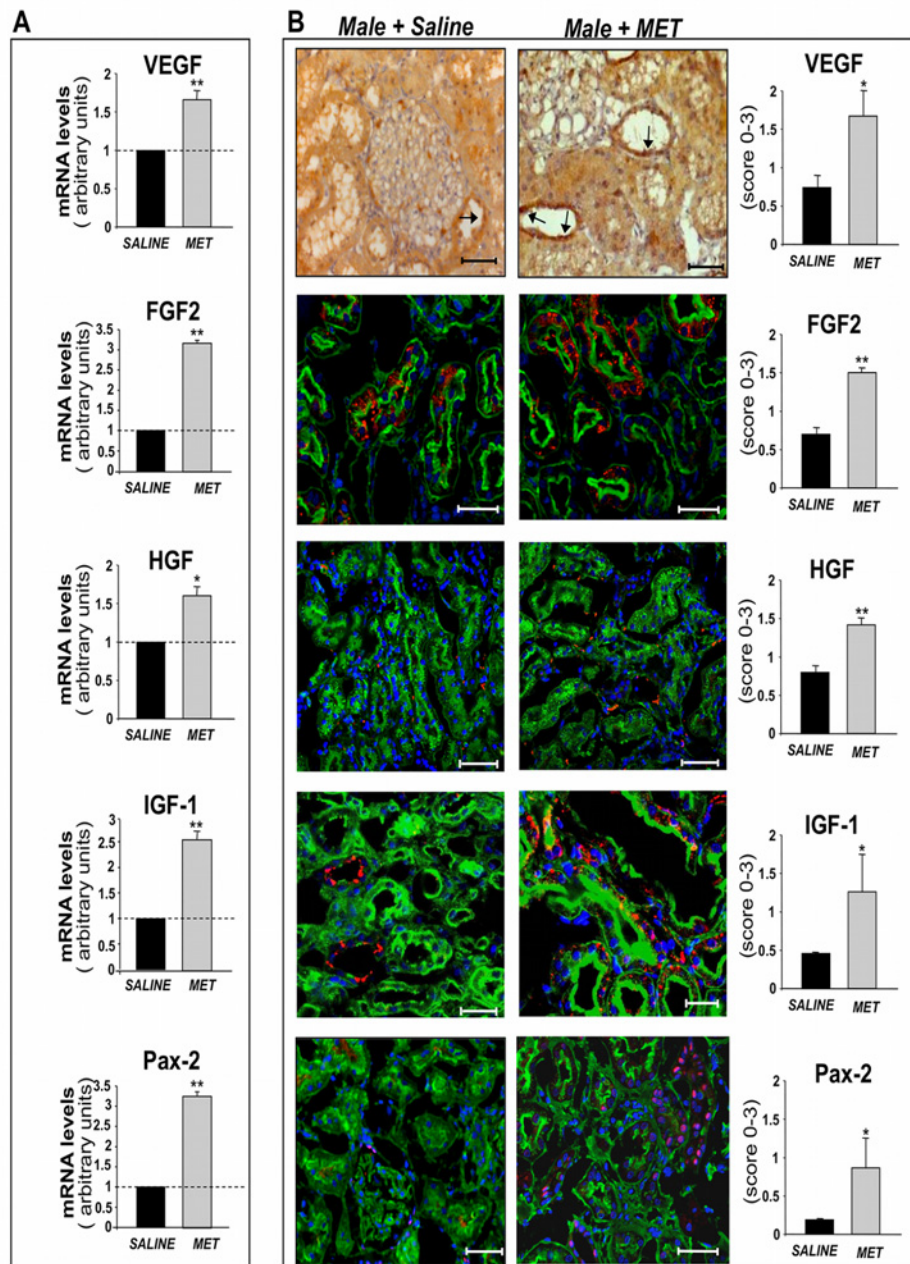 A
VEGF
mRNA levels
( arbitrary units)
2
1.5
1
0.5
0
**
SALINE MET
FGF2
mRNA levels
( arbitrary units)
3.5
3
2.5
2
1.5
1
0.5
0
**
SALINE MET
HGF
mRNA levels
( arbitrary units)
2
1.5
1
0.5
0
*
SALINE MET
IGF-1
mRNA levels
( arbitrary units)
3
2.5
2
1.5
1
0.5
0
**
SALINE MET
Pax-2
mRNA levels
( arbitrary units)
3.5
3
2.5
2
1.5
1
0.5
0
**
SALINE MET
B
Male + Saline Male + MET
VEGF
(score 0-3)
2
1.5
1
0.5
0
*
SALINE MET
FGF2
(score 0-3)
2
1.5
1
0.5
0
**
SALINE MET
HGF
(score 0-3)
2
1.5
1
0.5
0
**
SALINE MET
IGF-1
(score 0-3)
2
1.5
1
0.5
0
*
SALINE MET
Pax-2
(score 0-3)
2
1.5
1
0.5
0
*
SALINE MET